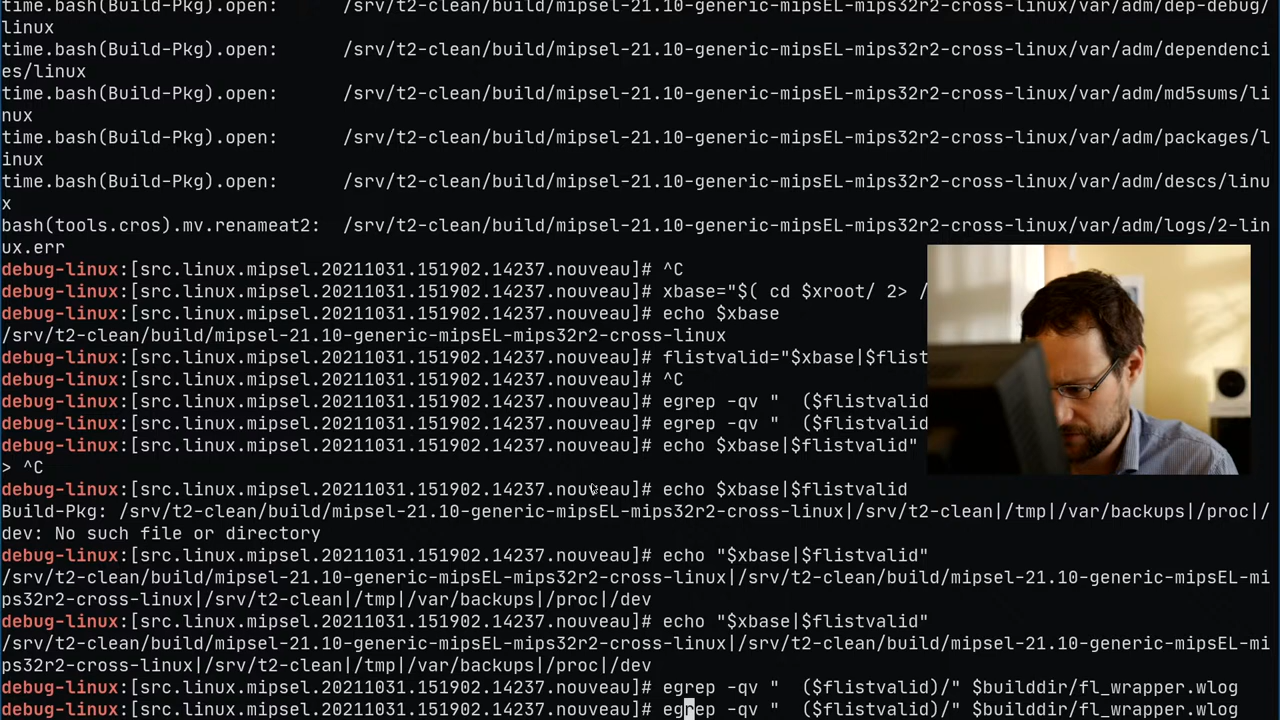 time.bash(Build-Pkg).open:      /srv/t2-clean/build/mipsel-21.10-generic-mipsEL-mips32r2-cross-linux/var/adm/dep-debug/
linux
time.bash(Build-Pkg).open:      /srv/t2-clean/build/mipsel-21.10-generic-mipsEL-mips32r2-cross-linux/var/adm/dependenci
es/linux
time.bash(Build-Pkg).open:      /srv/t2-clean/build/mipsel-21.10-generic-mipsEL-mips32r2-cross-linux/var/adm/md5sums/li
nux
time.bash(Build-Pkg).open:      /srv/t2-clean/build/mipsel-21.10-generic-mipsEL-mips32r2-cross-linux/var/adm/packages/l
inux
time.bash(Build-Pkg).open:      /srv/t2-clean/build/mipsel-21.10-generic-mipsEL-mips32r2-cross-linux/var/adm/descs/linu
x
bash(tools.cros).mv.renameat2:  /srv/t2-clean/build/mipsel-21.10-generic-mipsEL-mips32r2-cross-linux/var/adm/logs/2-lin
ux.err
debug-linux:[src.linux.mipsel.20211031.151902.14237.nouveau]# ^C
debug-linux:[src.linux.mipsel.20211031.151902.14237.nouveau]# xbase="$( cd $xroot/ 2> /
debug-linux:[src.linux.mipsel.20211031.151902.14237.nouveau]# echo $xbase
/srv/t2-clean/build/mipsel-21.10-generic-mipsEL-mips32r2-cross-linux
debug-linux:[src.linux.mipsel.20211031.151902.14237.nouveau]# flistvalid="$xbase|$flist
debug-linux:[src.linux.mipsel.20211031.151902.14237.nouveau]# ^C
debug-linux:[src.linux.mipsel.20211031.151902.14237.nouveau]# egrep -qv "  ($flistvalid
debug-linux:[src.linux.mipsel.20211031.151902.14237.nouveau]# egrep -qv "  ($flistvalid
debug-linux:[src.linux.mipsel.20211031.151902.14237.nouveau]# echo $xbase|$flistvalid"
> ^C
debug-linux:[src.linux.mipsel.20211031.151902.14237.nouveau]# echo $xbase|$flistvalid
Build-Pkg: /srv/t2-clean/build/mipsel-21.10-generic-mipsEL-mips32r2-cross-linux|/srv/t2-clean|/tmp|/var/backups|/proc|/
dev: No such file or directory
debug-linux:[src.linux.mipsel.20211031.151902.14237.nouveau]# echo "$xbase|$flistvalid"
/srv/t2-clean/build/mipsel-21.10-generic-mipsEL-mips32r2-cross-linux|/srv/t2-clean/build/mipsel-21.10-generic-mipsEL-mi
ps32r2-cross-linux|/srv/t2-clean|/tmp|/var/backups|/proc|/dev
debug-linux:[src.linux.mipsel.20211031.151902.14237.nouveau]# echo "$xbase|$flistvalid"
/srv/t2-clean/build/mipsel-21.10-generic-mipsEL-mips32r2-cross-linux|/srv/t2-clean/build/mipsel-21.10-generic-mipsEL-mi
ps32r2-cross-linux|/srv/t2-clean|/tmp|/var/backups|/proc|/dev
debug-linux:[src.linux.mipsel.20211031.151902.14237.nouveau]# egrep -qv "  ($flistvalid)/" $builddir/fl_wrapper.wlog
debug-linux:[src.linux.mipsel.20211031.151902.14237.nouveau]# egrep -qv "  ($flistvalid)/" $builddir/fl_wrapper.wlog